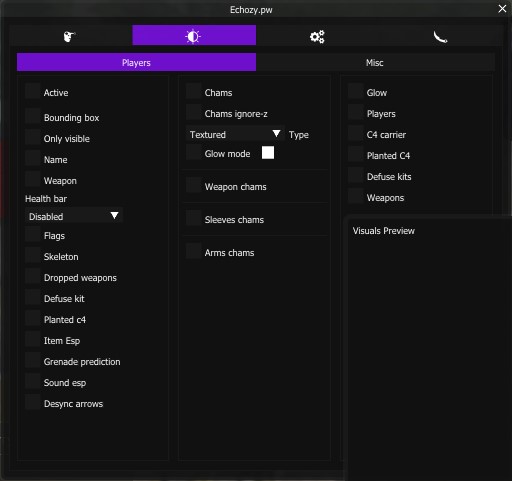 Echozy.pw
Players
Misc
Active
Bounding box
Only visible
Name
Weapon
Health bar
Disabled
Flags
Skeleton
Dropped weapons
Defuse kit
Planted c4
Item Esp
Grenade prediction
Sound esp
Desync arrows
Chams
Chams ignore-z
Textured Type
Glow mode
Weapon chams
Sleeves chams
Arms chams
Glow
Players
C4 carrier
Planted C4
Defuse kits
Weapons
Visuals Preview